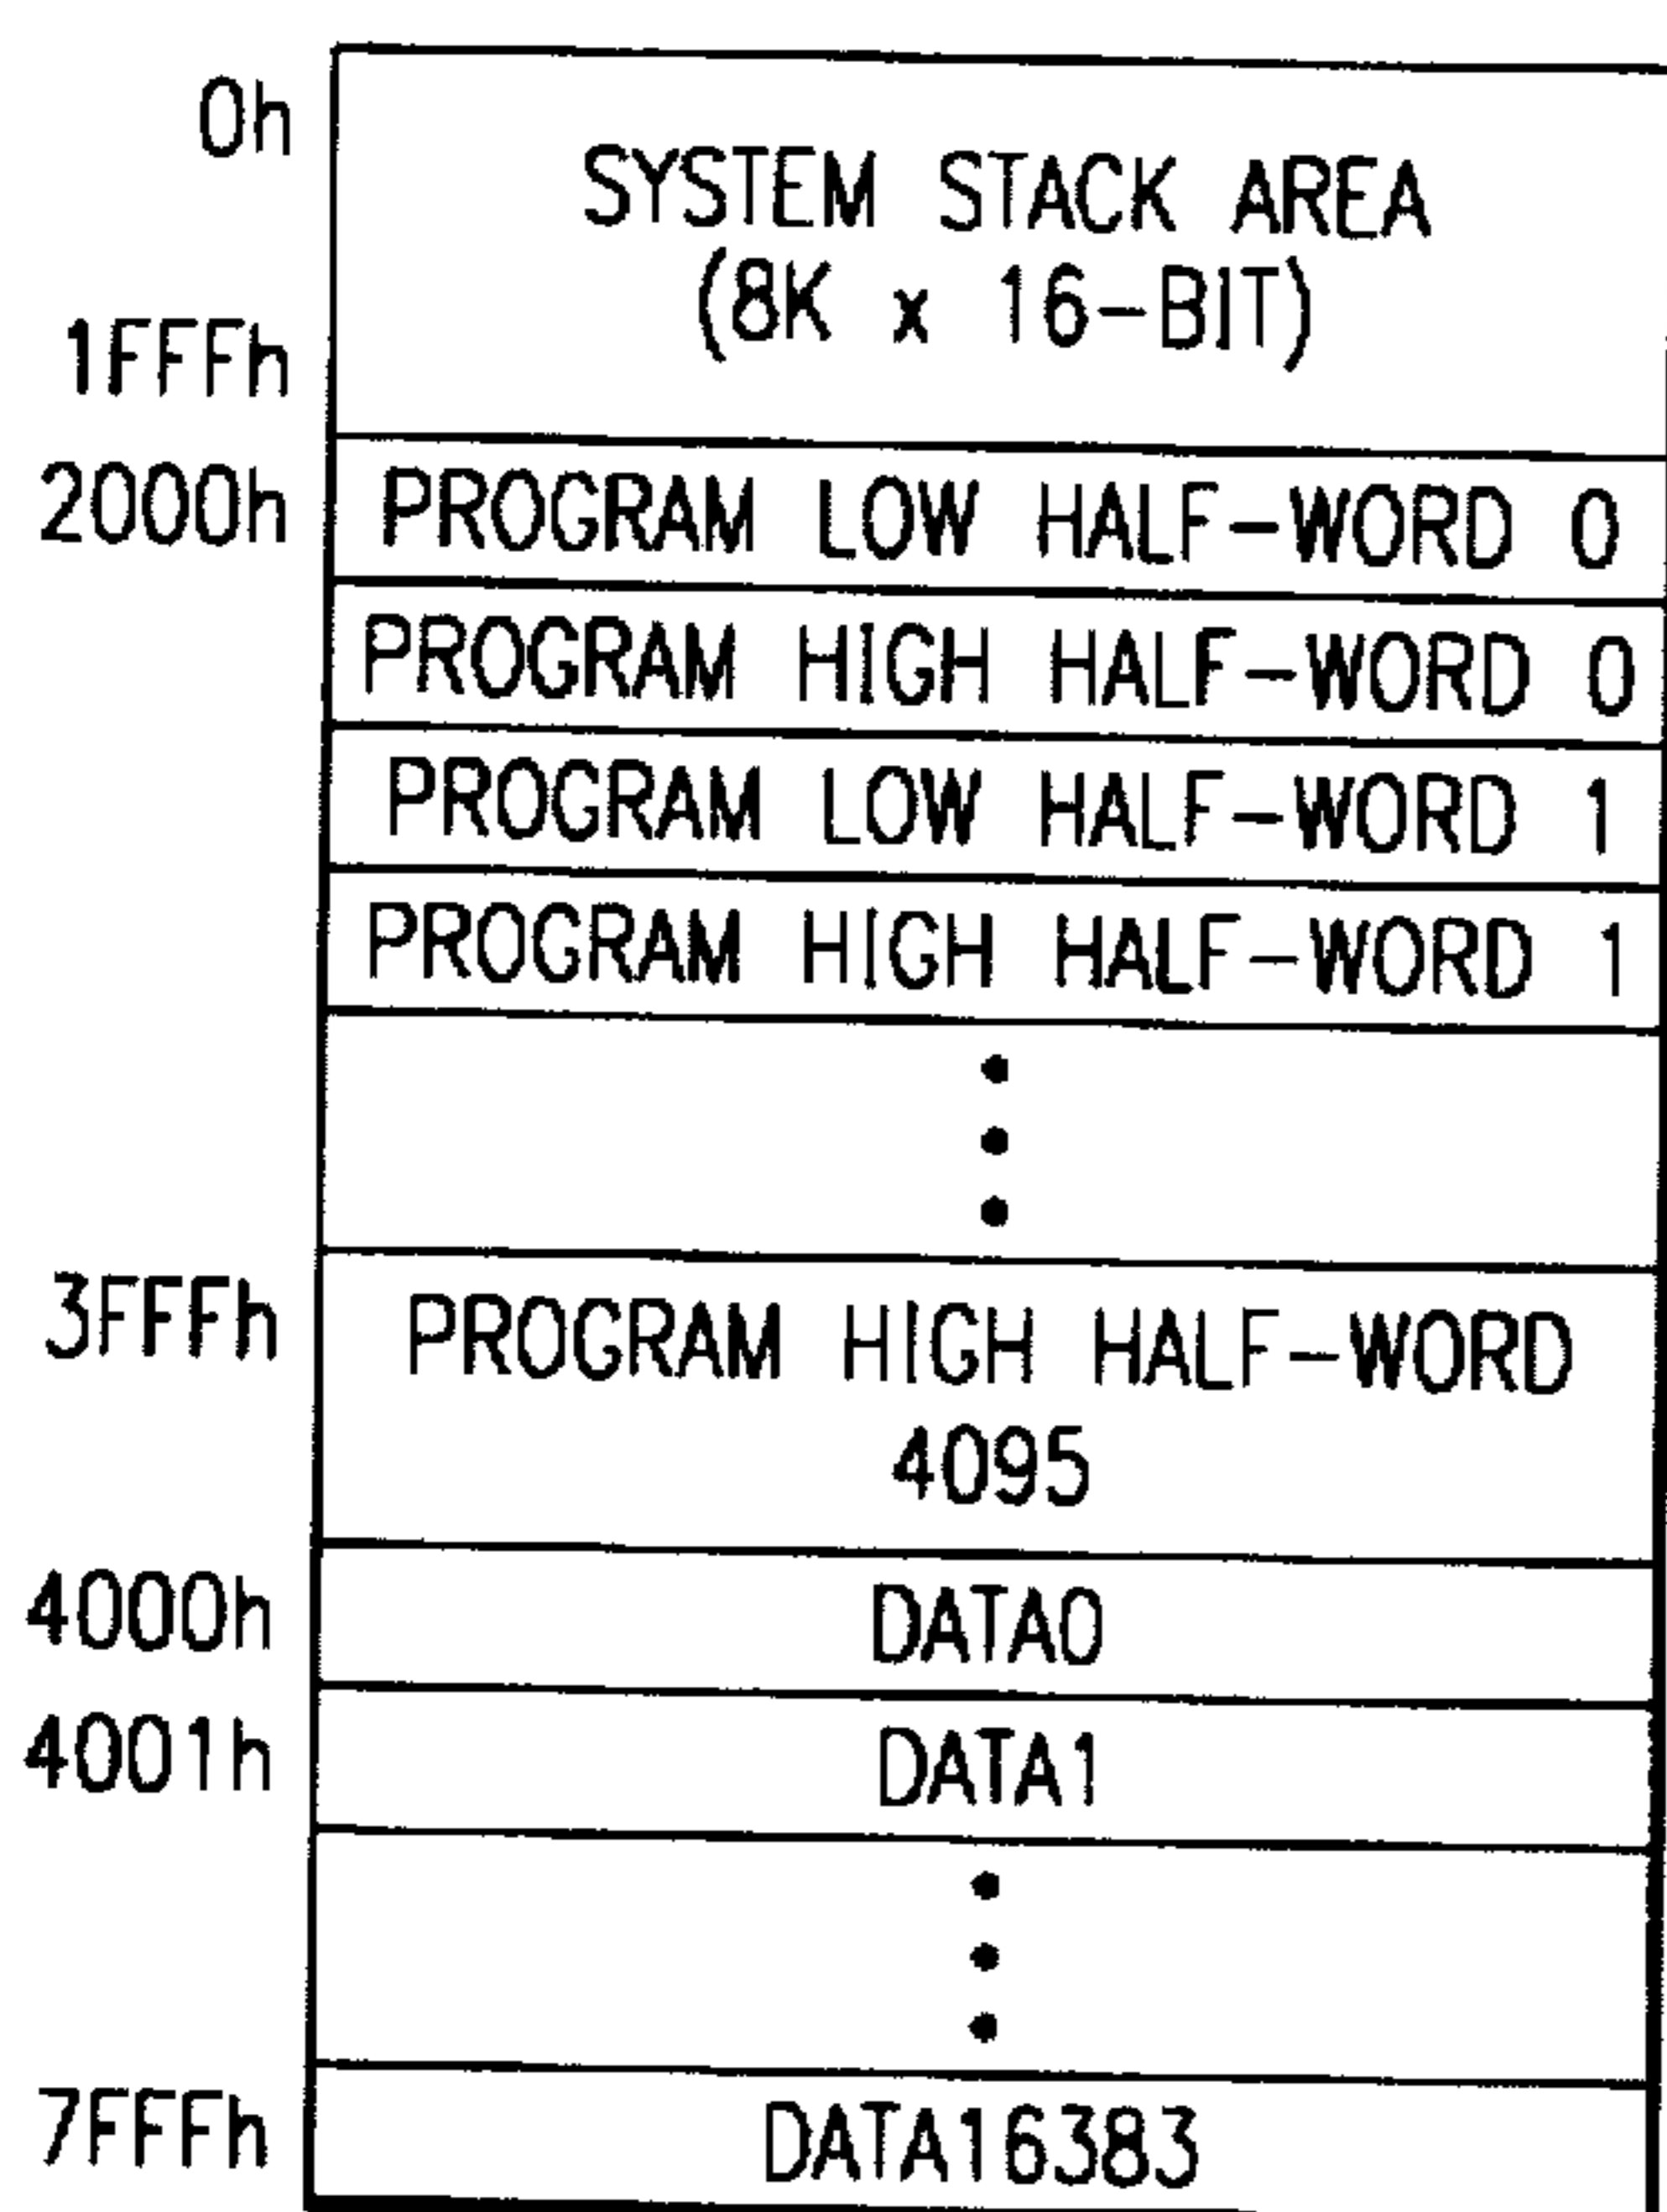 0h
SYSTEM STACK AREA
(8K x 16-BIT)
1FFFh
2000h PROGRAM LOW HALF-WORD 0
PROGRAM HIGH HALF-WORD 0
PROGRAM LOW HALF-WORD 1
PROGRAM HIGH HALF-WORD 1
3FFFh PROGRAM HIGH HALF-WORD
4095
4000h DATA0
4001h DATA1
7FFFh DATA16383